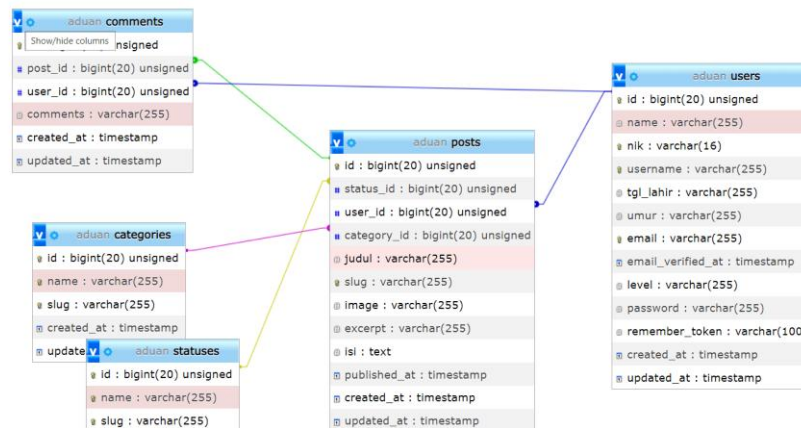 aduan comments
Show/hide columns
nsigned
post_id : bigint(20) unsigned
user_id : bigint(20) unsigned
comments : varchar(255)
created_at : timestamp
updated_at : timestamp
aduan categories
id : bigint(20) unsigned
name : varchar(255)
slug : varchar(255)
created_at : timestamp
update
aduan statuses
id : bigint(20) unsigned
name : varchar(255)
slug : varchar(255)
aduan posts
id : bigint(20) unsigned
status_id : bigint(20) unsigned
user_id : bigint(20) unsigned
category_id : bigint(20) unsigned
judul : varchar(255)
slug : varchar(255)
image : varchar(255)
excerpt : varchar(255)
isi : text
published_at : timestamp
created_at : timestamp
updated_at : timestamp
aduan users
id : bigint(20) unsigned
name : varchar(255)
nik : varchar(16)
username : varchar(255)
tgl_lahir : varchar(255)
umur : varchar(255)
email : varchar(255)
email_verified_at : timestamp
level : varchar(255)
password : varchar(255)
remember_token : varchar(100
created_at : timestamp
updated_at : timestamp